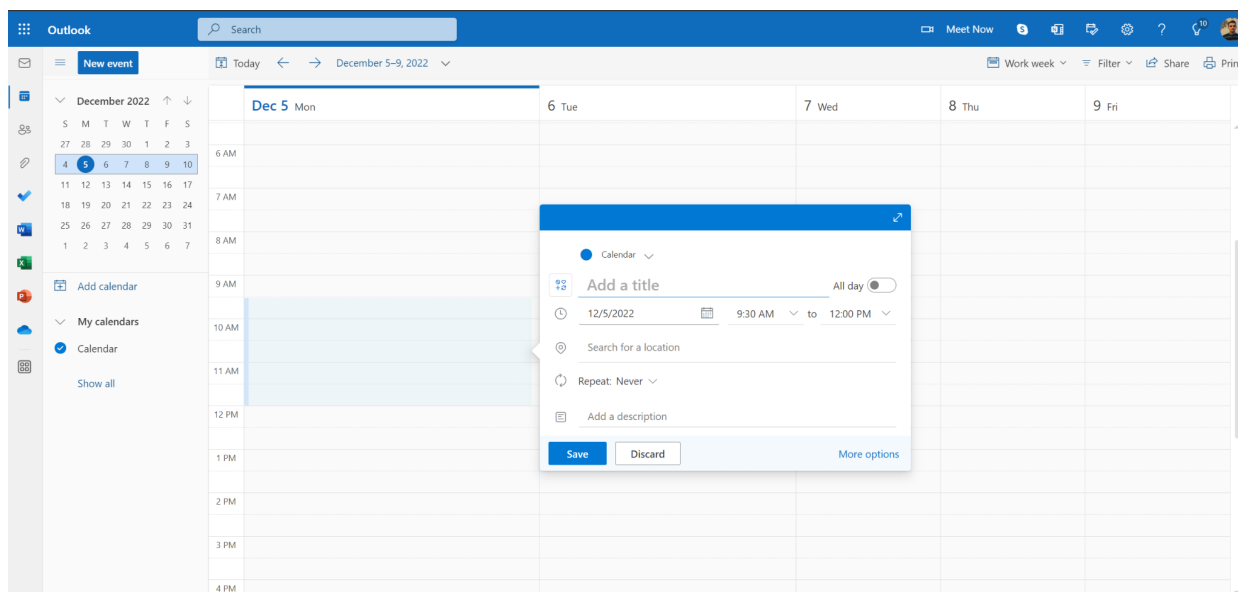 Outlook
Search
Meet Now
10
New event
Today
December 5–9, 2022
Work week
Filter
Share
December 2022
S M T W T F S
27 28 29 30 1 2 3
4 5 6 7 8 9 10
11 12 13 14 15 16 17
18 19 20 21 22 23 24
25 26 27 28 29 30 31
1 2 3 4 5 6 7
Add calendar
My calendars
Calendar
Show all
Dec 5 Mon
6 Tue
7 Wed
8 Thu
9 Fri
6 AM
7 AM
8 AM
9 AM
10 AM
11 AM
12 PM
1 PM
2 PM
3 PM
4 PM
Calendar
Add a title
All day
12/5/2022
9:30 AM to 12:00 PM
Search for a location
Repeat: Never
Add a description
Save
Discard
More options